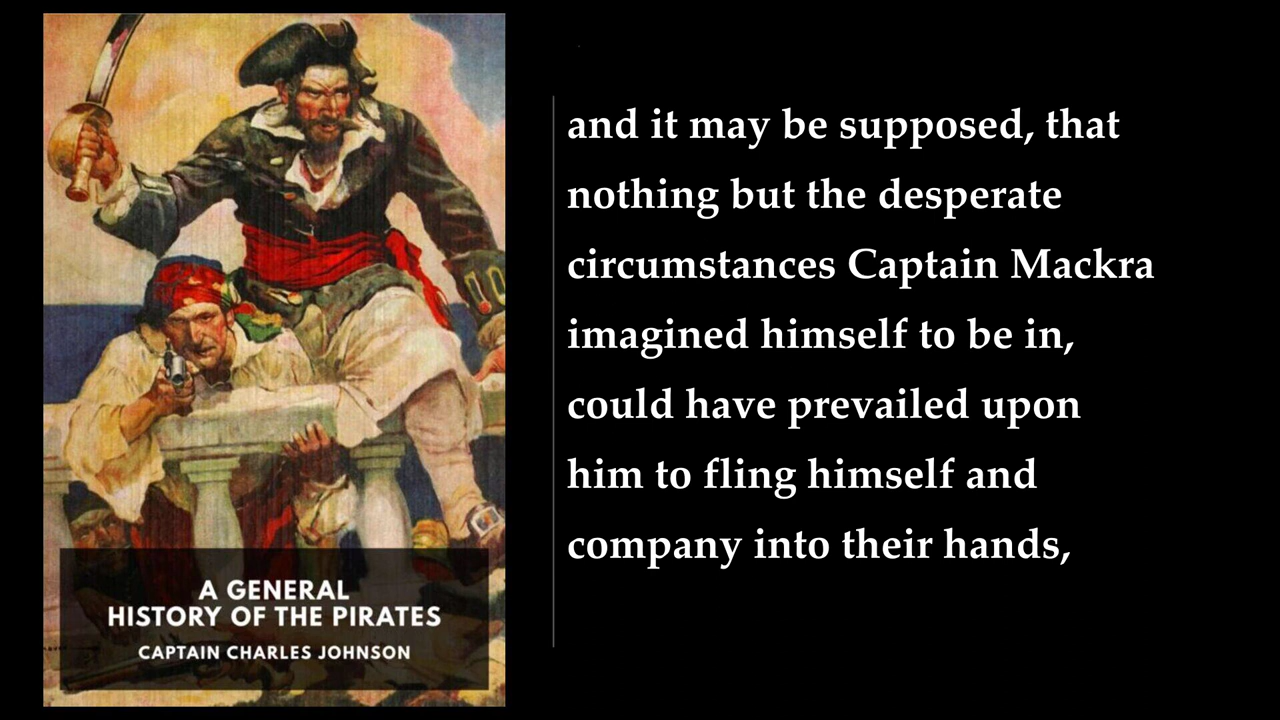 A GENERAL
HISTORY OF THE PIRATES
CAPTAIN CHARLES JOHNSON
and it may be supposed, that
nothing but the desperate
circumstances Captain Mackra
imagined himself to be in,
could have prevailed upon
him to fling himself and
company into their hands,